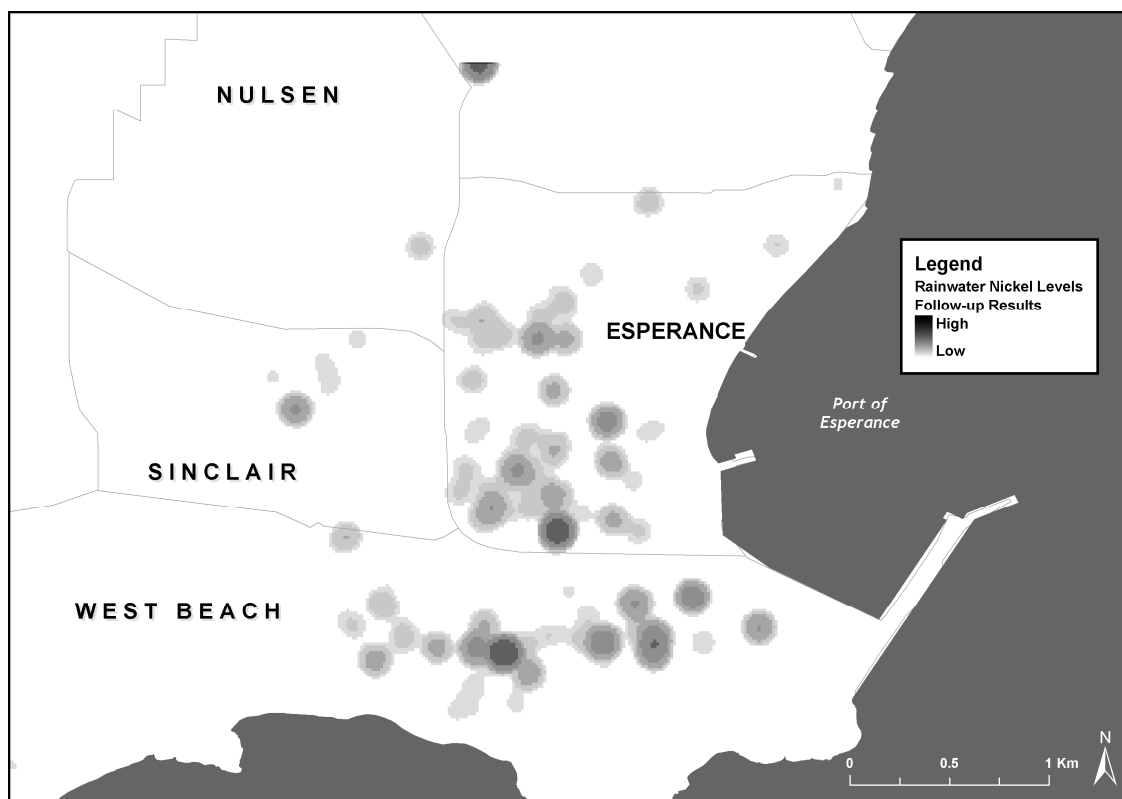 NULSEN
Legend
Rainwater Nickel Levels
Follow-up Results
High
Low
ESPERANCE
Port of
Esperance
SINCLAIR
WEST BEACH
N
0 0.5 1 Km